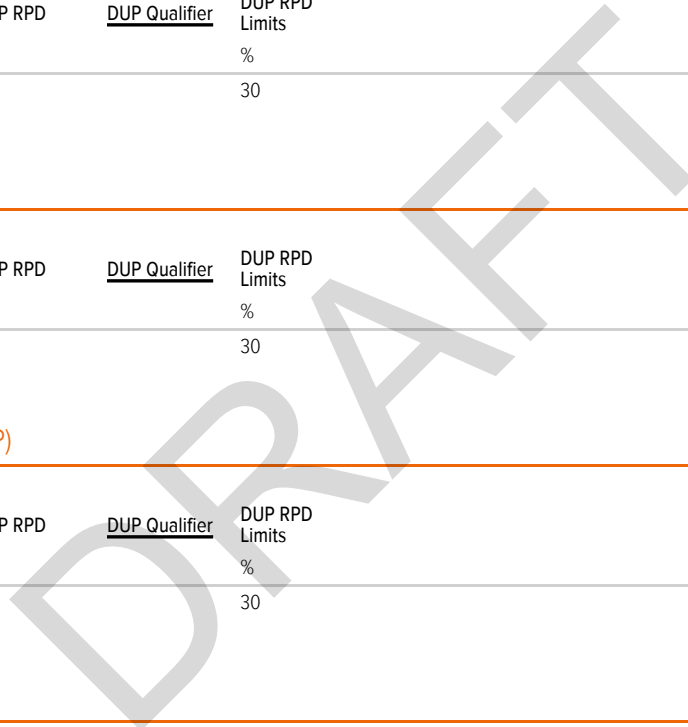 P RPD DUP Qualifier DUP RPD
Limits
%
30
P RPD DUP Qualifier DUP RPD
Limits
%
30
P)
P RPD DUP Qualifier DUP RPD
Limits
%
30
DRAFT